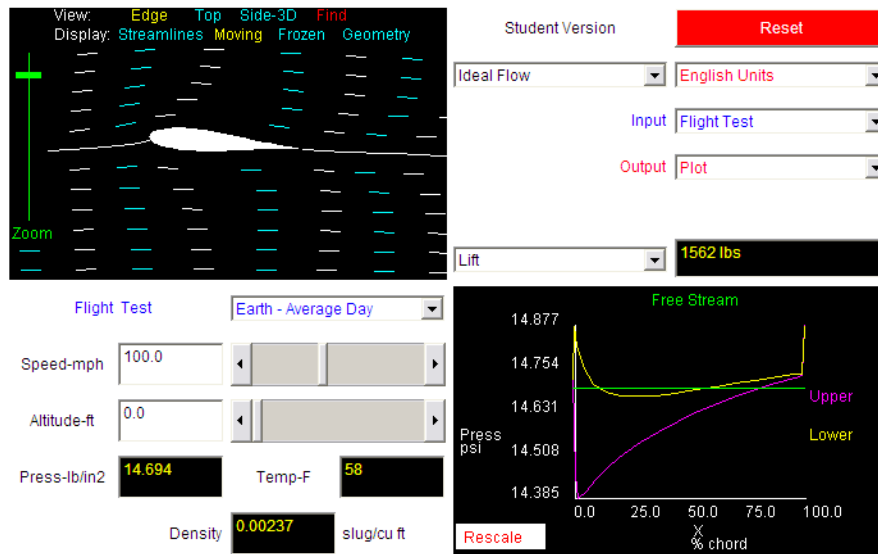 View: Edge Top Side-3D Find
Display: Streamlines Moving Frozen Geometry
Zoom
Student Version Reset
Ideal Flow English Units
Input Flight Test
Output Plot
Lift 1562 lbs
Flight Test Earth - Average Day
Speed-mph 100.0
Altitude-ft 0.0
Press-lb/in2 14.694 Temp-F 58
Density 0.00237 slug/cu ft
Free Stream
14.877
14.754
14.631
14.508
14.385
Press
psi
Upper
Lower
0.0 25.0 50.0 75.0 100.0
X
% chord
Rescale